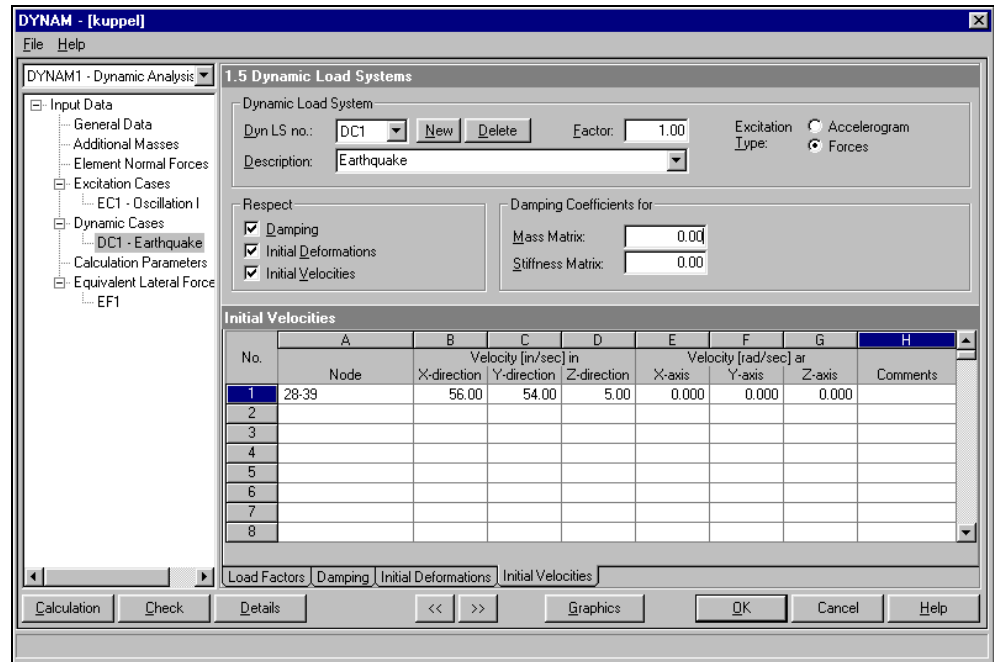 DYNAM - [kuppel]
File Help
DYNAM1 - Dynamic Analysis
Input Data
General Data
Additional Masses
Element Normal Forces
Excitation Cases
EC1 - Oscillation I
Dynamic Cases
DC1 - Earthquake
Calculation Parameters
Equivalent Lateral Force
EF1
1.5 Dynamic Load Systems
Dynamic Load System
Dyn LS no.: DC1 New Delete Factor: 1.00 Excitation Type: Accelerogram
Forces
Description: Earthquake
Respect
Damping
Initial Deformations
Initial Velocities
Damping Coefficients for
Mass Matrix: 0.00
Stiffness Matrix: 0.00
Initial Velocities
A B C D E F G H
No. Velocity [in/sec] in Velocity [rad/sec] ar
Node X-direction Y-direction Z-direction X-axis Y-axis Z-axis Comments
1 28-39 56.00 54.00 5.00 0.000 0.000 0.000
2
3
4
5
6
7
8
Load Factors Damping Initial Deformations Initial Velocities
Calculation Check Details << >> Graphics OK Cancel Help